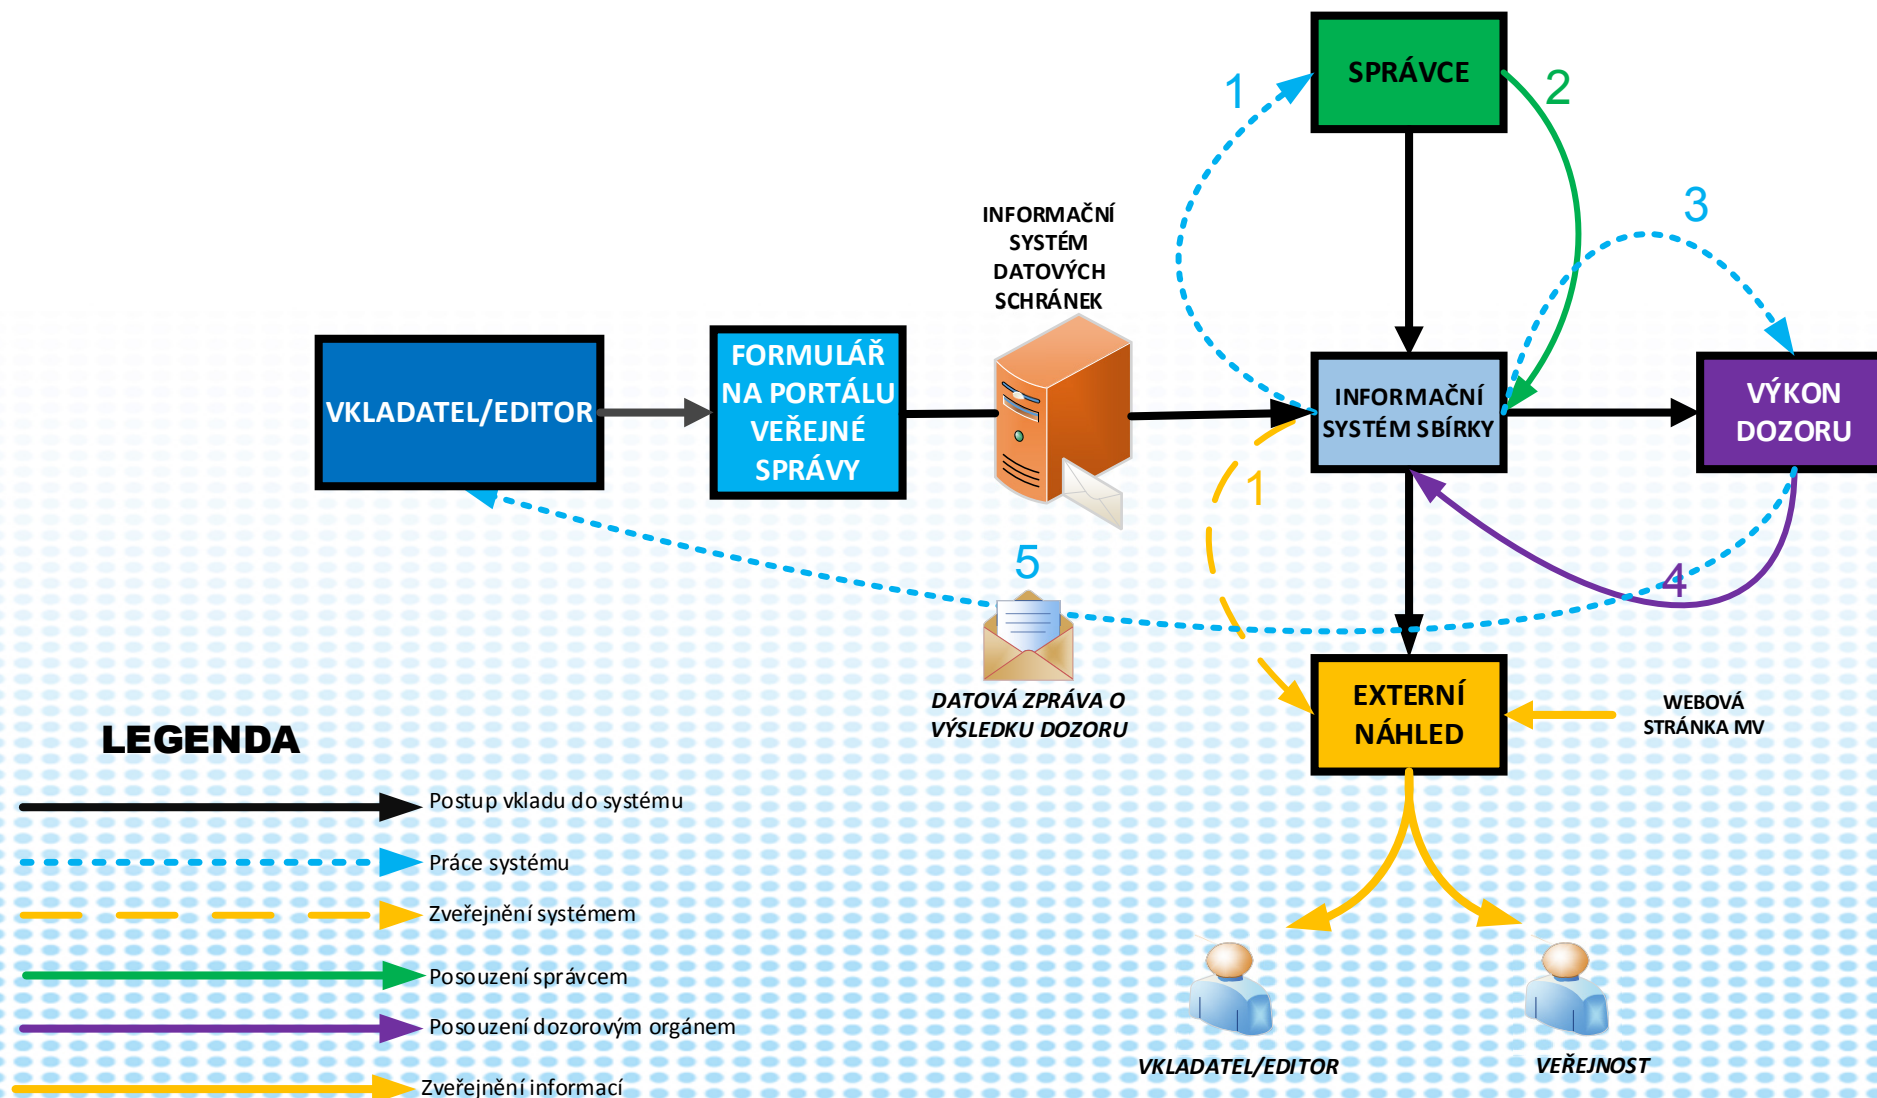 SPRÁVCE
1
2
3
INFORMAČNÍ
SYSTÉM
DATOVÝCH
SCHRÁNEK
VKLADATEL/EDITOR
FORMULÁŘ
NA PORTÁLU
VEŘEJNÉ
SPRÁVY
INFORMAČNÍ
SYSTÉM SBÍRKY
VÝKON
DOZORU
1
5
4
DATOVÁ ZPRÁVA O
VÝSLEDKU DOZORU
EXTERNÍ
NÁHLED
WEBOVÁ
STRÁNKA MV
LEGENDA
Postup vkladu do systému
Práce systému
Zveřejnění systémem
Posouzení správcem
Posouzení dozorovým orgánem
Zveřejnění informací
VKLADATEL/EDITOR
VEŘEJNOST